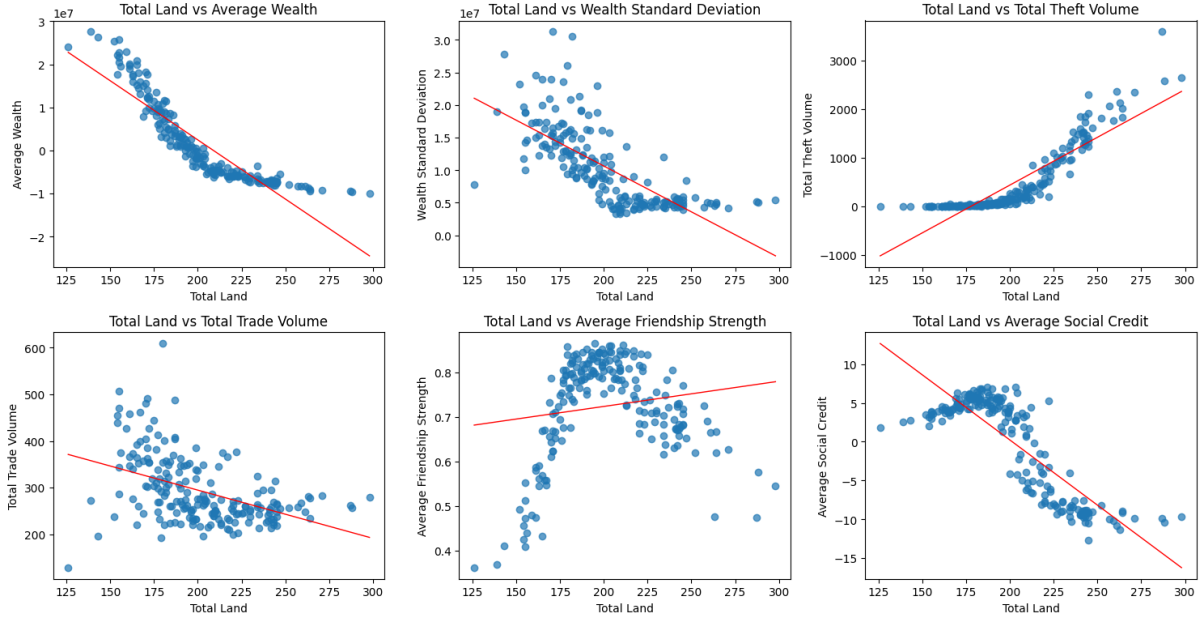 Total Land vs Average Wealth
1e7
3
2
1
0
−1
−2
Average Wealth
125 150 175 200 225 250 275 300
Total Land
Total Land vs Wealth Standard Deviation
1e7
3.0
2.5
2.0
1.5
1.0
0.5
0.0
Wealth Standard Deviation
125 150 175 200 225 250 275 300
Total Land
Total Land vs Total Theft Volume
3000
2000
1000
0
−1000
Total Theft Volume
125 150 175 200 225 250 275 300
Total Land
Total Land vs Total Trade Volume
600
500
400
300
200
Total Trade Volume
125 150 175 200 225 250 275 300
Total Land
Total Land vs Average Friendship Strength
0.8
0.7
0.6
0.5
0.4
Average Friendship Strength
125 150 175 200 225 250 275 300
Total Land
Total Land vs Average Social Credit
10
5
0
−5
−10
−15
Average Social Credit
125 150 175 200 225 250 275 300
Total Land